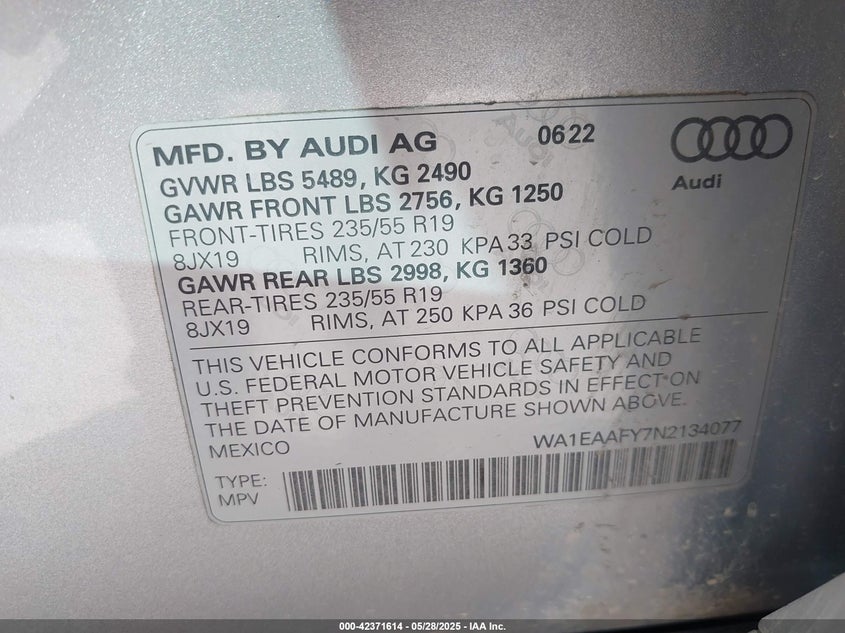 MFD. BY AUDI AG 0622
Audi
GVWR LBS 5489, KG 2490
GAWR FRONT LBS 2756, KG 1250
FRONT-TIRES 235/55 R19
8JX19 RIMS, AT 230 KPA 33 PSI COLD
GAWR REAR LBS 2998, KG 1360
REAR-TIRES 235/55 R19
8JX19 RIMS, AT 250 KPA 36 PSI COLD
THIS VEHICLE CONFORMS TO ALL APPLICABLE
U.S. FEDERAL MOTOR VEHICLE SAFETY AND
THEFT PREVENTION STANDARDS IN EFFECT ON
THE DATE OF MANUFACTURE SHOWN ABOVE.
MEXICO WA1EAAFY7N2134077
TYPE:
MPV
000-42371614 - 05/28/2025 - IAA Inc.